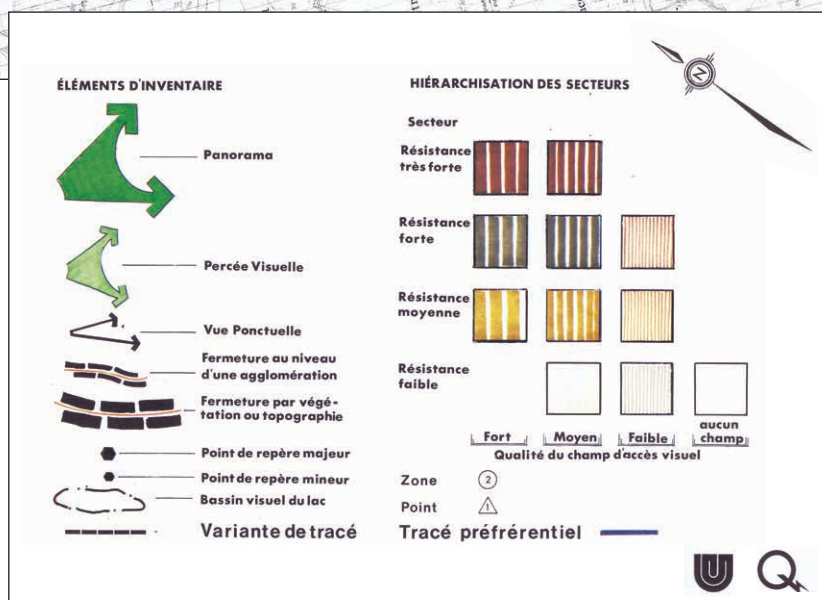 ÉLÉMENTS D'INVENTAIRE
Panorama
Percée Visuelle
Vue Ponctuelle
Fermeture au niveau
d'une agglomération
Fermeture par végé-
tation ou topographie
Point de repère majeur
Point de repère mineur
Bassin visuel du lac
Variante de tracé
HIÉRARCHISATION DES SECTEURS
N
Secteur
Résistance
très forte
Résistance
forte
Résistance
moyenne
Résistance
faible
Fort
Moyen
Faible
aucun
champ
Qualité du champ d'accès visuel
Zone 2
Point 1
Tracé préfrérentiel